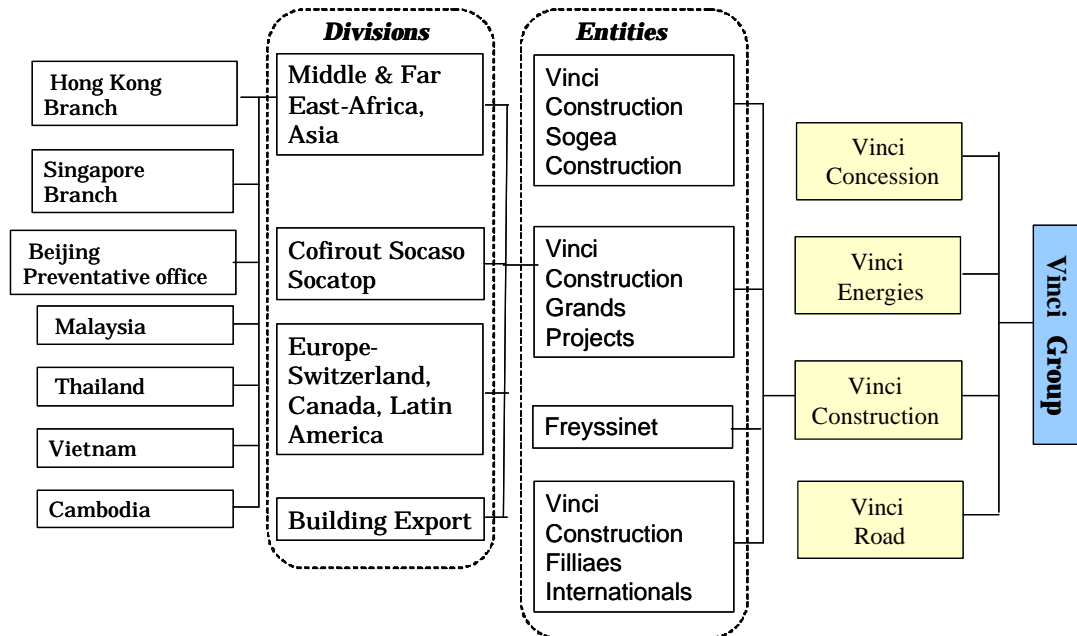 Divisions
Entities
Hong Kong
Branch
Singapore
Branch
Beijing
Preventative office
Malaysia
Thailand
Vietnam
Cambodia
Middle & Far
East-Africa,
Asia
Cofirout Socaso
Socatop
Europe-
Switzerland,
Canada, Latin
America
Building Export
Vinci
Construction
Sogea
Construction
Vinci
Construction
Grands
Projects
Freyssinet
Vinci
Construction
Filliaes
Internationals
Vinci
Concession
Vinci
Energies
Vinci
Construction
Vinci
Road
Vinci Group